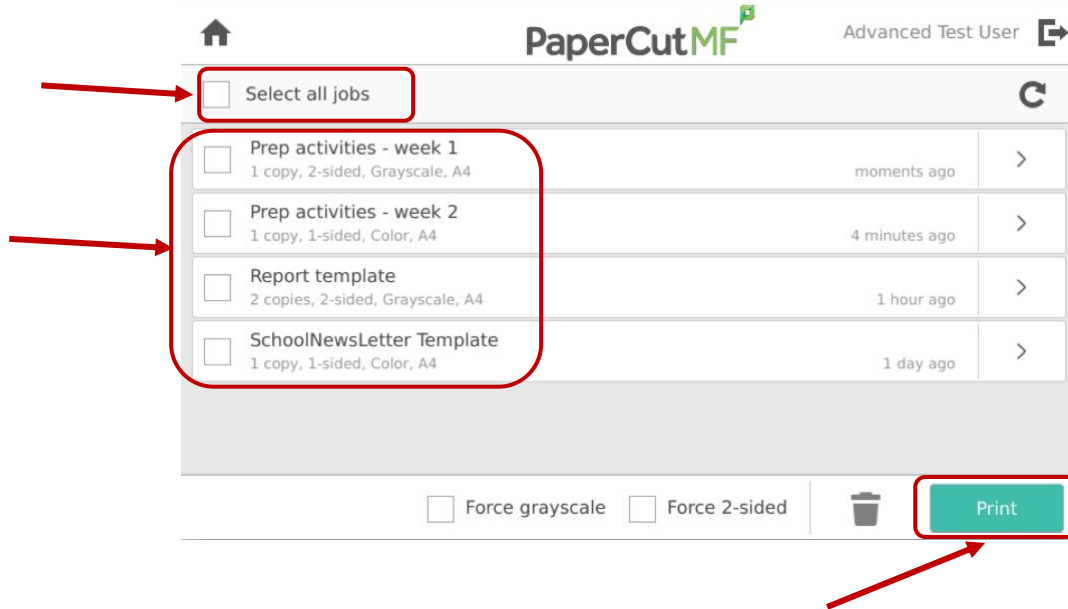 PaperCutMF
Advanced Test User
Select all jobs
Prep activities - week 1
1 copy, 2-sided, Grayscale, A4
moments ago
Prep activities - week 2
1 copy, 1-sided, Color, A4
4 minutes ago
Report template
2 copies, 2-sided, Grayscale, A4
1 hour ago
SchoolNewsLetter Template
1 copy, 1-sided, Color, A4
1 day ago
Force grayscale
Force 2-sided
Print